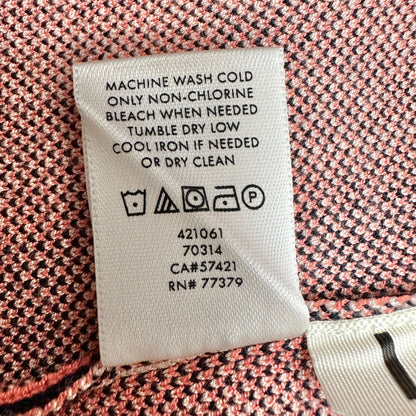 MACHINE WASH COLD
ONLY NON-CHLORINE
BLEACH WHEN NEEDED
TUMBLE DRY LOW
COOL IRON IF NEEDED
OR DRY CLEAN
P
421061
70314
CA#57421
RN# 77379